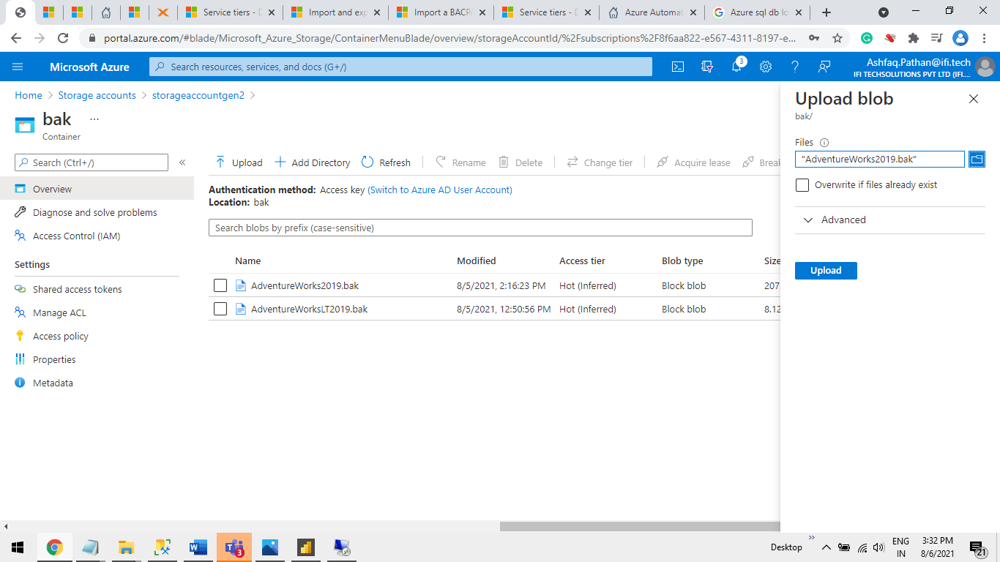 Service tiers - D
Import and exp
Import a BACPA
Service tiers - D
Azure Automat
Azure sql db lo
portal.azure.com/#blade/Microsoft_Azure_Storage/ContainerMenuBlade/overview/storageAccountId/%2Fsubscriptions%2F8f6aa822-e567-4311-8197-e...
Microsoft Azure
Search resources, services, and docs (G+/)
3
Ashfaq.Pathan@ifi.tech
IFI TECHSOLUTIONS PVT LTD (IFI....
Home > Storage accounts > storageaccountgen2 >
bak ...
Container
Search (Ctrl+/)
Overview
Diagnose and solve problems
Access Control (IAM)
Settings
Shared access tokens
Manage ACL
Access policy
Properties
Metadata
Upload
Add Directory
Refresh
Rename
Delete
Change tier
Acquire lease
Break
Authentication method: Access key (Switch to Azure AD User Account)
Location: bak
Search blobs by prefix (case-sensitive)
Name Modified Access tier Blob type Size
AdventureWorks2019.bak 8/5/2021, 2:16:23 PM Hot (Inferred) Block blob 207
AdventureWorksLT2019.bak 8/5/2021, 12:50:56 PM Hot (Inferred) Block blob 8.12
Upload blob
bak/
Files
"AdventureWorks2019.bak"
Overwrite if files already exist
Advanced
Upload
3
Desktop
ENG
IN
3:32 PM
8/6/2021
21